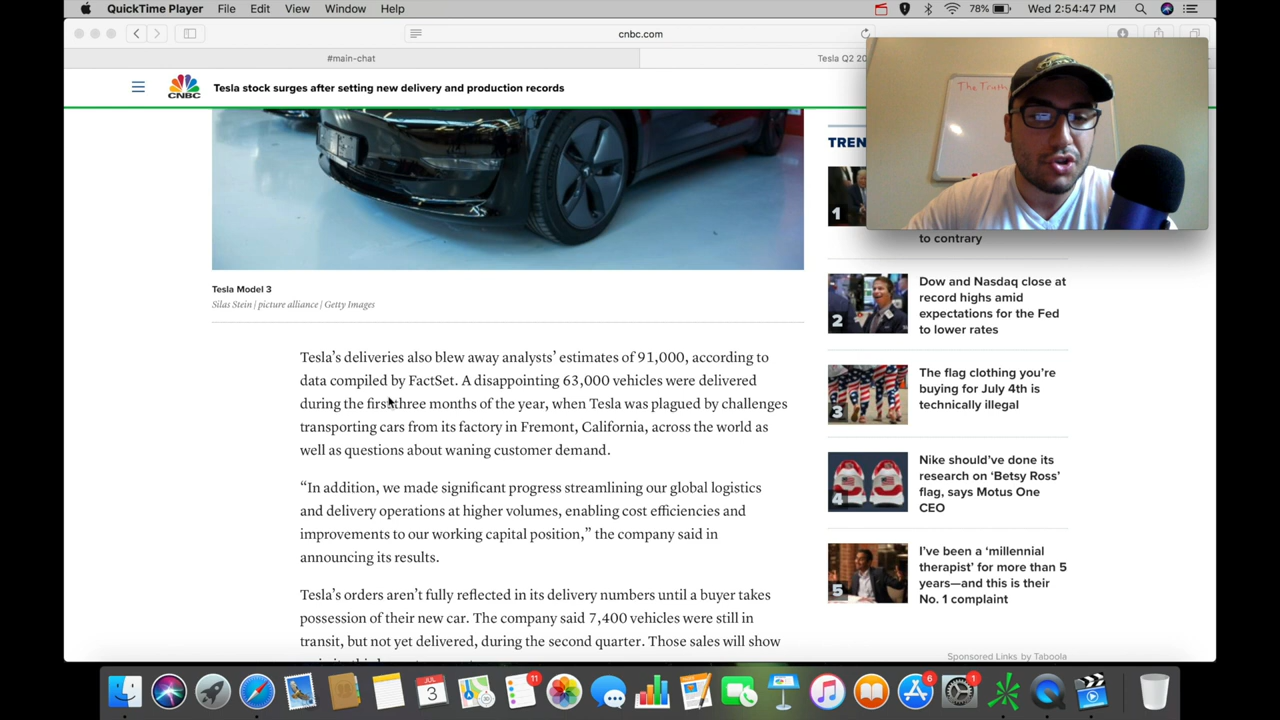 QuickTime Player File Edit View Window Help 78% Wed 2:54:47 PM
cnbc.com
#main-chat
Tesla Q2 20
CNBC
Tesla stock surges after setting new delivery and production records
The Truth
TREN
1
to contrary
Tesla Model 3
Silas Stein | picture alliance | Getty Images
Tesla’s deliveries also blew away analysts’ estimates of 91,000, according to
data compiled by FactSet. A disappointing 63,000 vehicles were delivered
during the first three months of the year, when Tesla was plagued by challenges
transporting cars from its factory in Fremont, California, across the world as
well as questions about waning customer demand.
“In addition, we made significant progress streamlining our global logistics
and delivery operations at higher volumes, enabling cost efficiencies and
improvements to our working capital position,” the company said in
announcing its results.
Tesla’s orders aren’t fully reflected in its delivery numbers until a buyer takes
possession of their new car. The company said 7,400 vehicles were still in
transit, but not yet delivered, during the second quarter. Those sales will show
2
Dow and Nasdaq close at
record highs amid
expectations for the Fed
to lower rates
3
The flag clothing you’re
buying for July 4th is
technically illegal
4
Nike should’ve done its
research on ‘Betsy Ross’
flag, says Motus One
CEO
5
I’ve been a ‘millennial
therapist’ for more than 5
years—and this is their
No. 1 complaint
Sponsored Links by Taboola
JUL
3
11
6
1